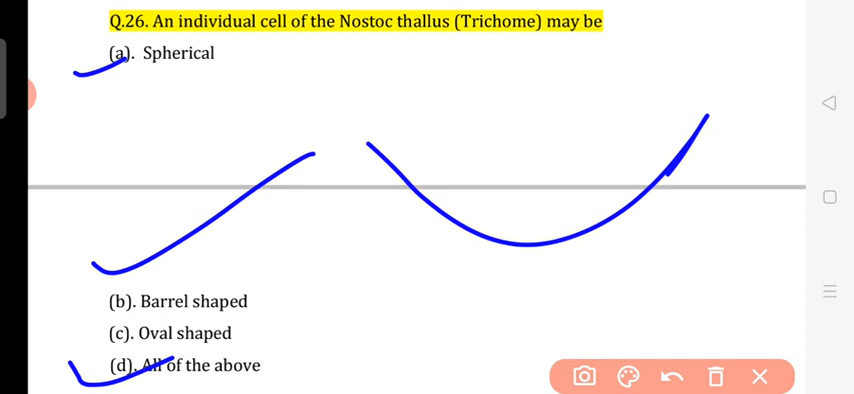 Q.26. An individual cell of the Nostoc thallus (Trichome) may be
(a). Spherical
(b). Barrel shaped
(c). Oval shaped
(d). All of the above